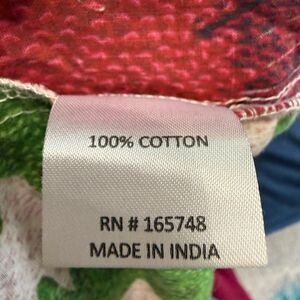 100% COTTON
RN # 165748
MADE IN INDIA